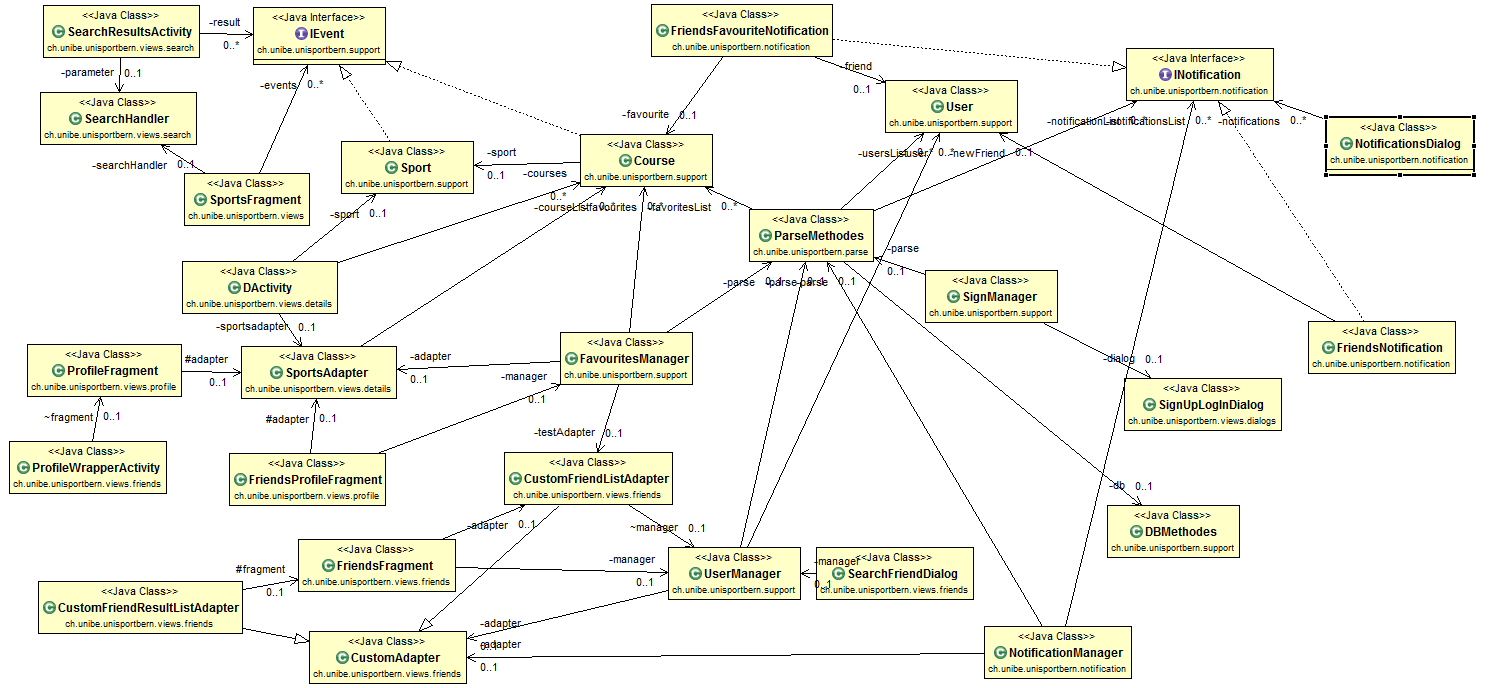 <<Java Class>>
SearchResultsActivity
ch.unibe.unisportbern.views.search
-result
0..*
<<Java Interface>>
IEvent
ch.unibe.unisportbern.support
<<Java Class>>
FriendsFavouriteNotification
ch.unibe.unisportbern.notification
-friend
0..1
<<Java Interface>>
INotification
ch.unibe.unisportbern.notification
-parameter
0..1
-events
0..*
<<Java Class>>
User
ch.unibe.unisportbern.support
<<Java Class>>
SearchHandler
ch.unibe.unisportbern.views.search
-favourite
0..1
-notificationList
0..*
-notificationsList
0..*
-notifications
0..*
<<Java Class>>
NotificationsDialog
ch.unibe.unisportbern.notification
-searchHandler
0..1
<<Java Class>>
Sport
ch.unibe.unisportbern.support
-sport
0..1
<<Java Class>>
Course
ch.unibe.unisportbern.support
-usersList
0..*
-user
0..*
-newFriend
0..1
<<Java Class>>
SportsFragment
ch.unibe.unisportbern.views
-courses
0..*
-sport
0..1
-courseList
0..*
-favourites
0..*
-favoritesList
0..*
<<Java Class>>
ParseMethodes
ch.unibe.unisportbern.parse
-parse
0..1
<<Java Class>>
DActivity
ch.unibe.unisportbern.views.details
<<Java Class>>
SignManager
ch.unibe.unisportbern.support
-parse
0..1
-parse
0..1
-parse
0..1
-sportsadapter
0..1
<<Java Class>>
FriendsNotification
ch.unibe.unisportbern.notification
<<Java Class>>
ProfileFragment
ch.unibe.unisportbern.views.profile
#adapter
0..1
<<Java Class>>
SportsAdapter
ch.unibe.unisportbern.views.details
-adapter
0..1
<<Java Class>>
FavouritesManager
ch.unibe.unisportbern.support
-dialog
0..1
-manager
0..1
<<Java Class>>
SignUpLogInDialog
ch.unibe.unisportbern.views.dialogs
~fragment
0..1
#adapter
0..1
-testAdapter
0..1
<<Java Class>>
ProfileWrapperActivity
ch.unibe.unisportbern.views.friends
<<Java Class>>
FriendsProfileFragment
ch.unibe.unisportbern.views.profile
<<Java Class>>
CustomFriendListAdapter
ch.unibe.unisportbern.views.friends
-db
0..1
<<Java Class>>
DBMethodes
ch.unibe.unisportbern.support
-adapter
0..1
~manager
0..1
<<Java Class>>
FriendsFragment
ch.unibe.unisportbern.views.friends
-manager
0..1
<<Java Class>>
UserManager
ch.unibe.unisportbern.support
-manager
0..1
<<Java Class>>
SearchFriendDialog
ch.unibe.unisportbern.views.friends
#fragment
0..1
<<Java Class>>
CustomFriendResultListAdapter
ch.unibe.unisportbern.views.friends
-adapter
0..1
-adapter
0..1
<<Java Class>>
CustomAdapter
ch.unibe.unisportbern.views.friends
<<Java Class>>
NotificationManager
ch.unibe.unisportbern.notification